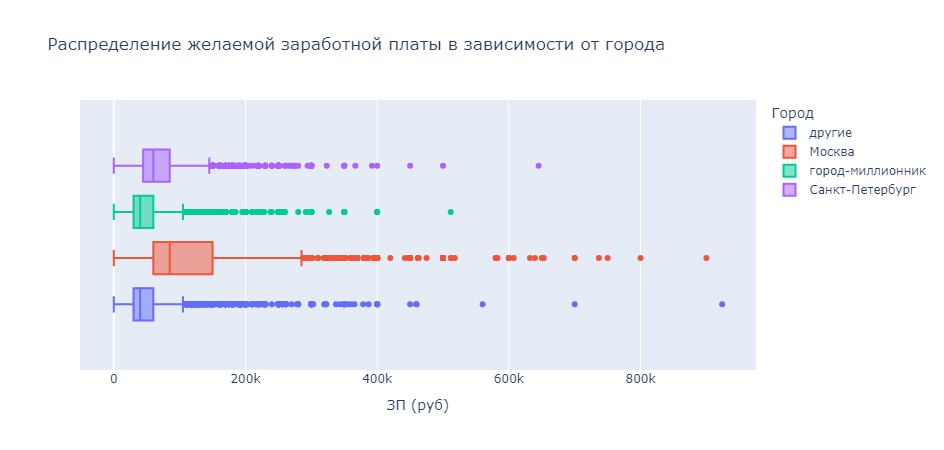 Распределение желаемой заработной платы в зависимости от города
Город
другие
Москва
город-миллионник
Санкт-Петербург
0 200k 400k 600k 800k
ЗП (руб)